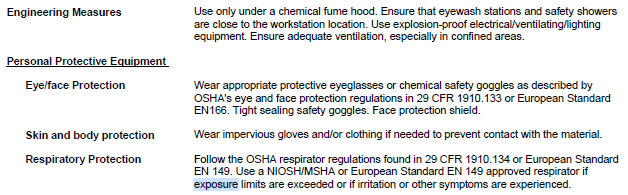 Engineering Measures Use only under a chemical fume hood. Ensure that eyewash stations and safety showers
are close to the workstation location. Use explosion-proof electrical/ventilating/lighting
equipment. Ensure adequate ventilation, especially in confined areas.
Personal Protective Equipment
Eye/face Protection Wear appropriate protective eyeglasses or chemical safety goggles as described by
OSHA's eye and face protection regulations in 29 CFR 1910.133 or European Standard
EN166. Tight sealing safety goggles. Face protection shield.
Skin and body protection Wear impervious gloves and/or clothing if needed to prevent contact with the material.
Respiratory Protection Follow the OSHA respirator regulations found in 29 CFR 1910.134 or European Standard
EN 149. Use a NIOSH/MSHA or European Standard EN 149 approved respirator if
exposure limits are exceeded or if irritation or other symptoms are experienced.